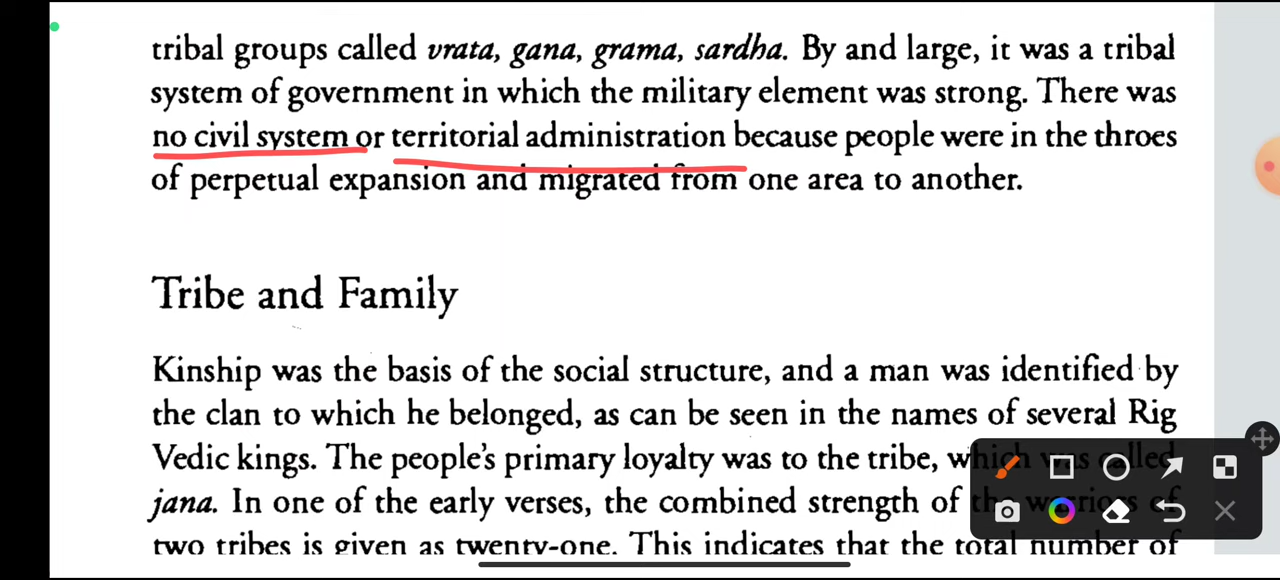 tribal groups called vrata, gana, grama, sardha. By and large, it was a tribal
system of government in which the military element was strong. There was
no civil system or territorial administration because people were in the throes
of perpetual expansion and migrated from one area to another.
Tribe and Family
Kinship was the basis of the social structure, and a man was identified by
the clan to which he belonged, as can be seen in the names of several Rig
Vedic kings. The people's primary loyalty was to the tribe, which was called
jana. In one of the early verses, the combined strength of the warriors of
two tribes is given as twenty-one. This indicates that the total number of